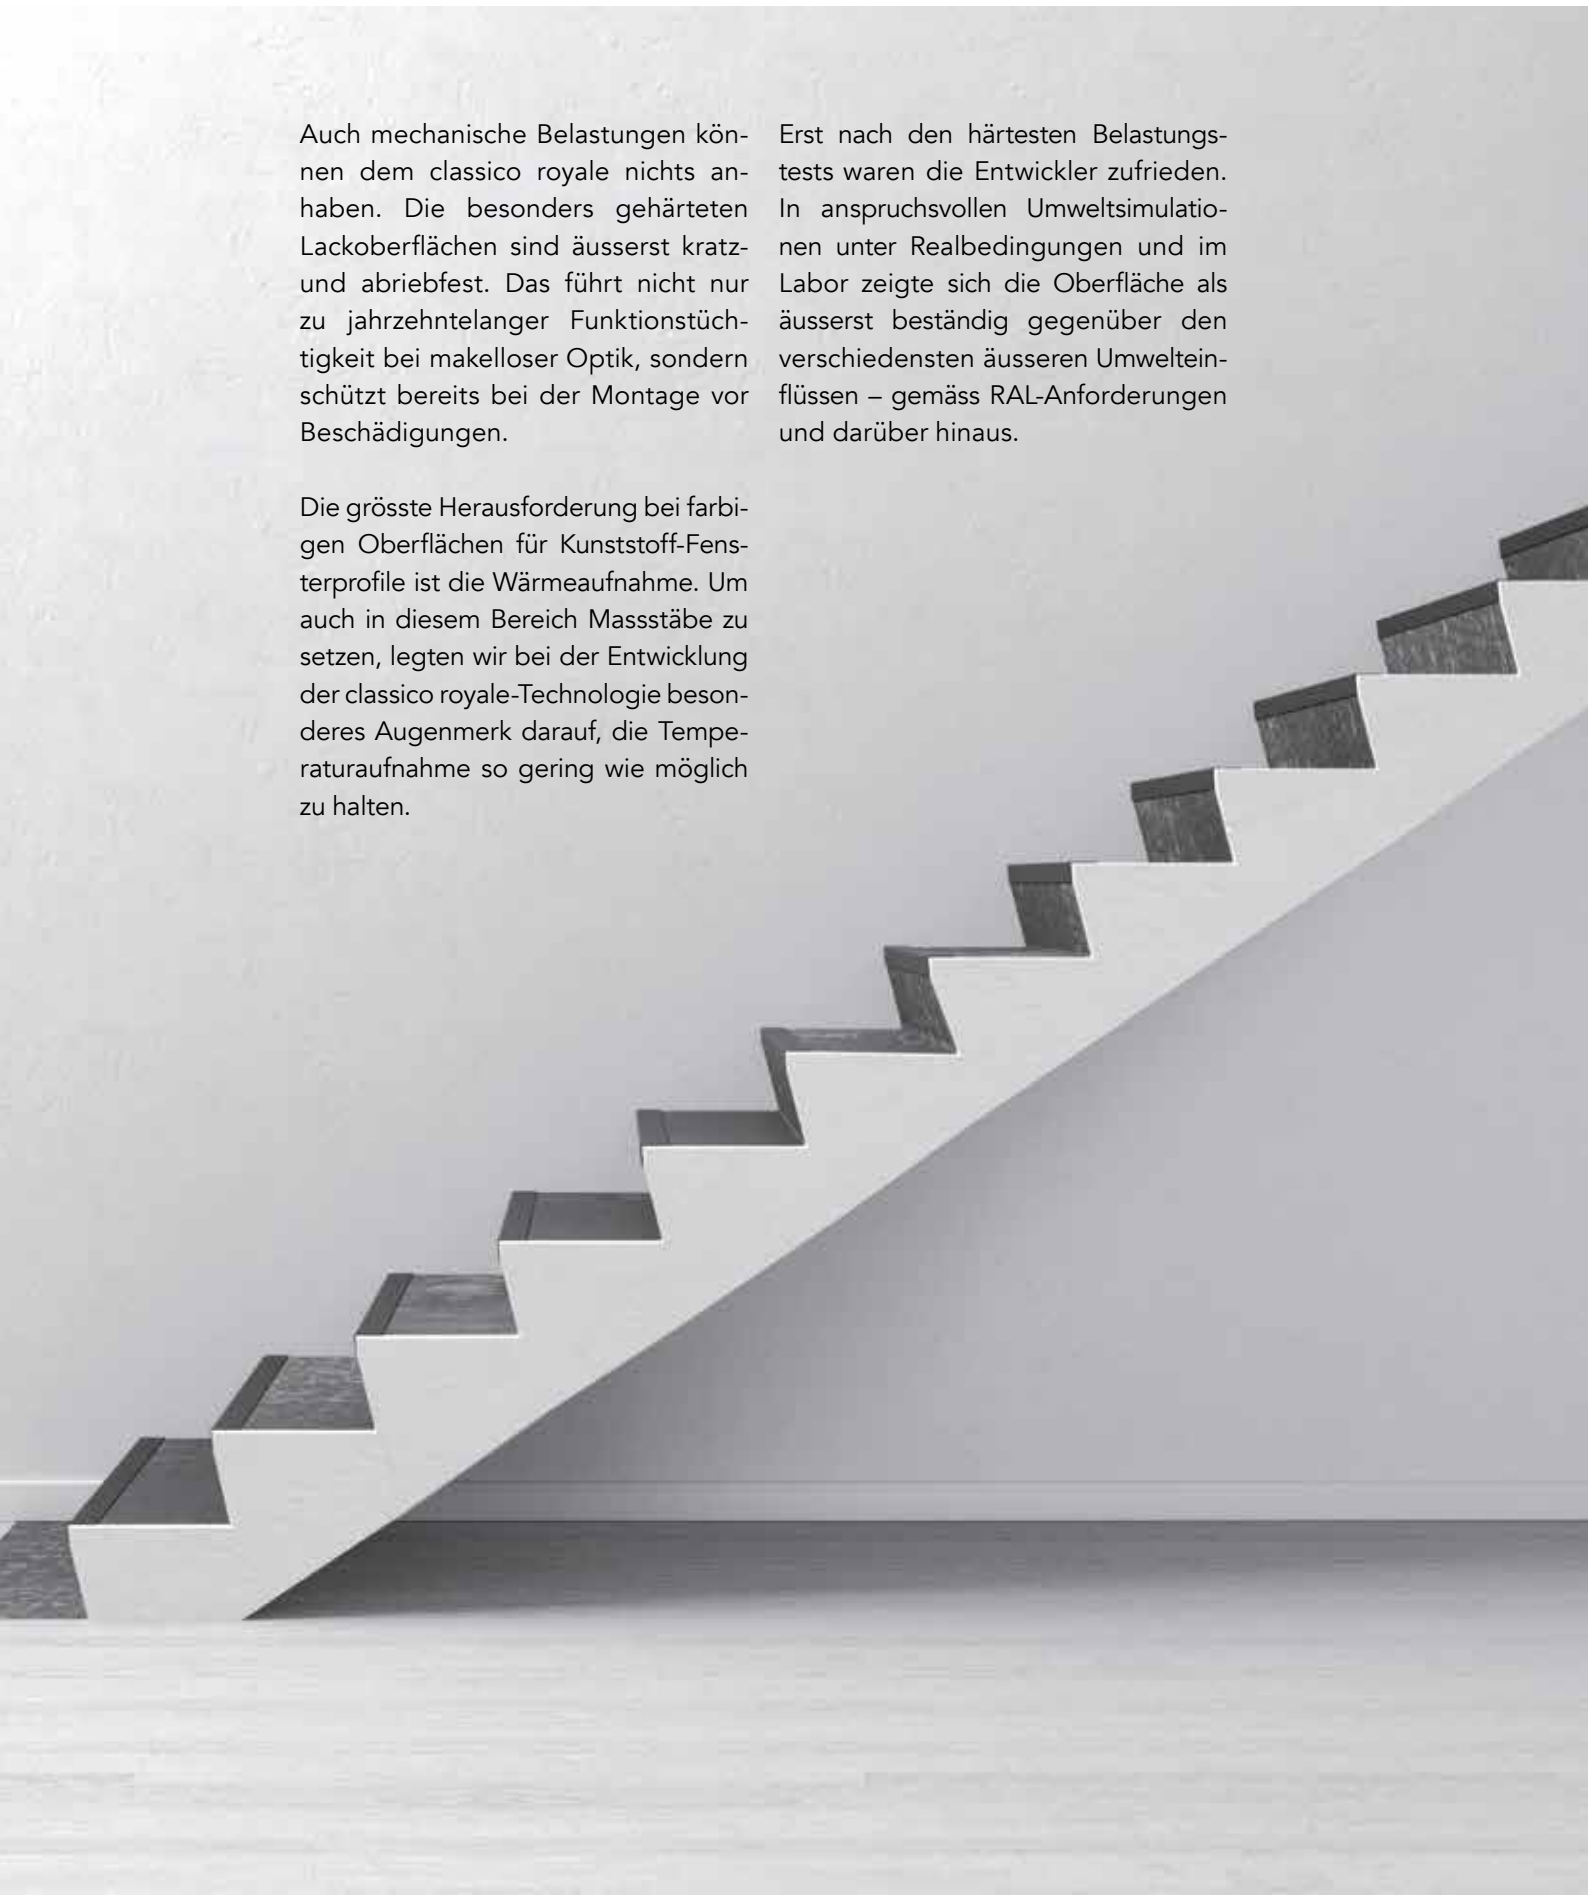 Auch mechanische Belastungen kön-
nen dem classico royale nichts an-
haben. Die besonders gehärteten
Lackoberflächen sind äusserst kratz-
und abriebfest. Das führt nicht nur
zu jahrzehntelanger Funktionstüch-
tigkeit bei makelloser Optik, sondern
schützt bereits bei der Montage vor
Beschädigungen.
Die grösste Herausforderung bei farbi-
gen Oberflächen für Kunststoff-Fens-
terprofile ist die Wärmeaufnahme. Um
auch in diesem Bereich Massstäbe zu
setzen, legten wir bei der Entwicklung
der classico royale-Technologie beson-
deres Augenmerk darauf, die Tempe-
raturaufnahme so gering wie möglich
zu halten.
Erst nach den härtesten Belastungs-
tests waren die Entwickler zufrieden.
In anspruchsvollen Umweltsimulatio-
nen unter Realbedingungen und im
Labor zeigte sich die Oberfläche als
äusserst beständig gegenüber den
verschiedensten äusseren Umweltein-
flüssen – gemäss RAL-Anforderungen
und darüber hinaus.